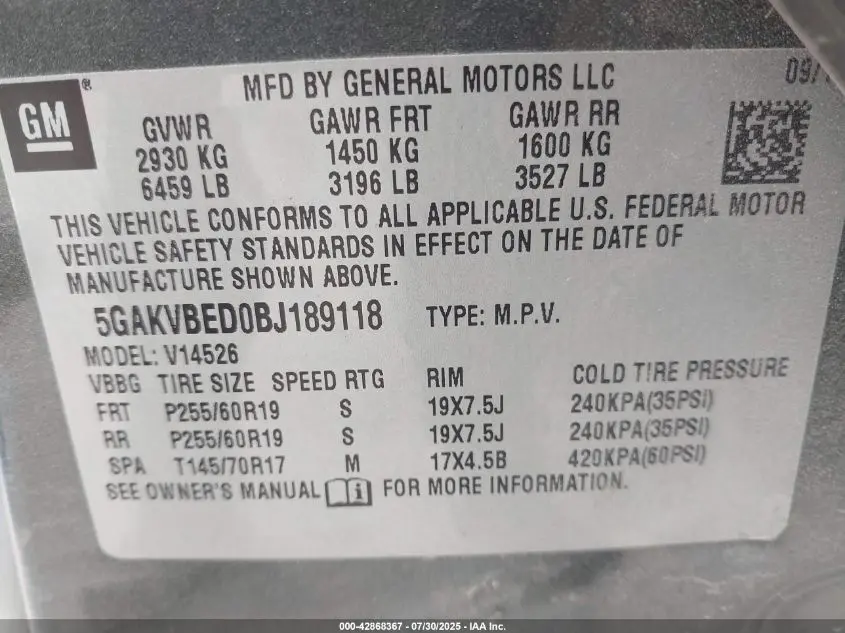 GM®
MFD BY GENERAL MOTORS LLC
09/
GVWR GAWR FRT GAWR RR
2930 KG 1450 KG 1600 KG
6459 LB 3196 LB 3527 LB
THIS VEHICLE CONFORMS TO ALL APPLICABLE U.S. FEDERAL MOTOR
VEHICLE SAFETY STANDARDS IN EFFECT ON THE DATE OF
MANUFACTURE SHOWN ABOVE.
5GAKVBED0BJ189118 TYPE: M.P.V.
MODEL: V14526
VBBG TIRE SIZE SPEED RTG RIM COLD TIRE PRESSURE
FRT P255/60R19 S 19X7.5J 240KPA(35PSI)
RR P255/60R19 S 19X7.5J 240KPA(35PSI)
SPA T145/70R17 M 17X4.5B 420KPA(60PSI)
SEE OWNER'S MANUAL FOR MORE INFORMATION.
000-42868367 - 07/30/2025 - IAA Inc.